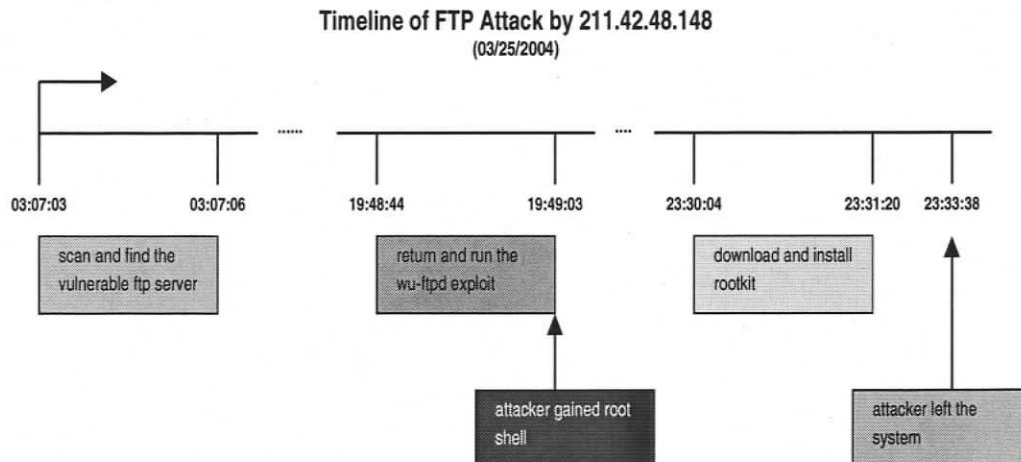 Timeline of FTP Attack by 211.42.48.148
(03/25/2004)
......
....
03:07:03
03:07:06
19:48:44
19:49:03
23:30:04
23:31:20
23:33:38
scan and find the
vulnerable ftp server
return and run the
wu-ftpd exploit
download and install
rootkit
attacker gained root
shell
attacker left the
system